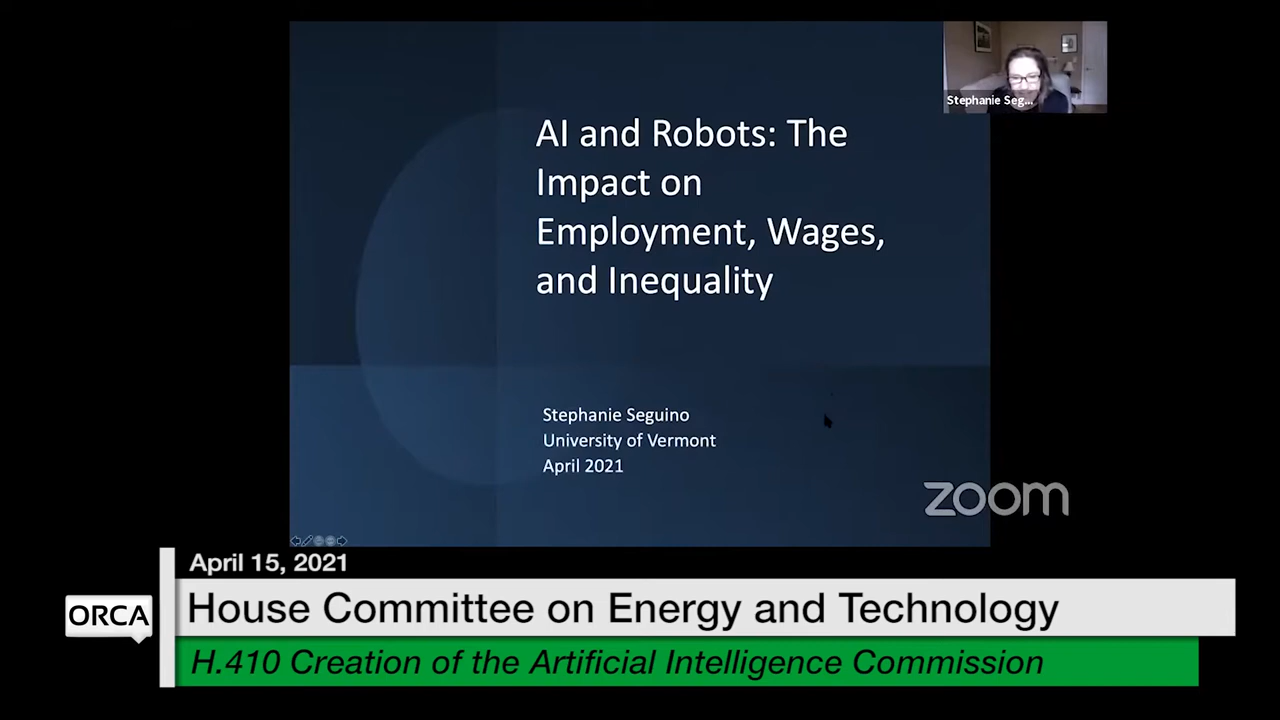 Stephanie Seg...
AI and Robots: The
Impact on
Employment, Wages,
and Inequality
Stephanie Seguino
University of Vermont
April 2021
zoom
April 15, 2021
ORCA
House Committee on Energy and Technology
H.410 Creation of the Artificial Intelligence Commission